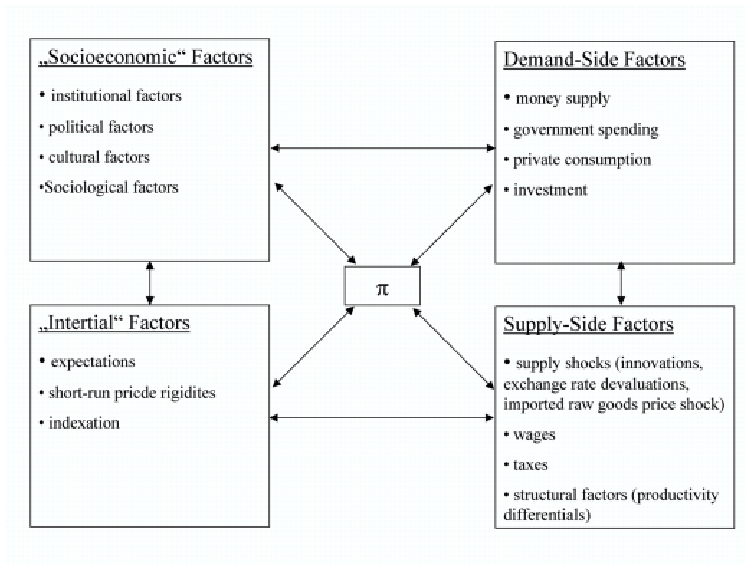 „Socioeconomic“ Factors
• institutional factors
• political factors
• cultural factors
•Sociological factors
Demand-Side Factors
• money supply
• government spending
• private consumption
• investment
π
„Intertial“ Factors
• expectations
• short-run pricde rigidites
• indexation
Supply-Side Factors
• supply shocks (innovations,
exchange rate devaluations,
imported raw goods price shock)
• wages
• taxes
• structural factors (productivity
differentials)